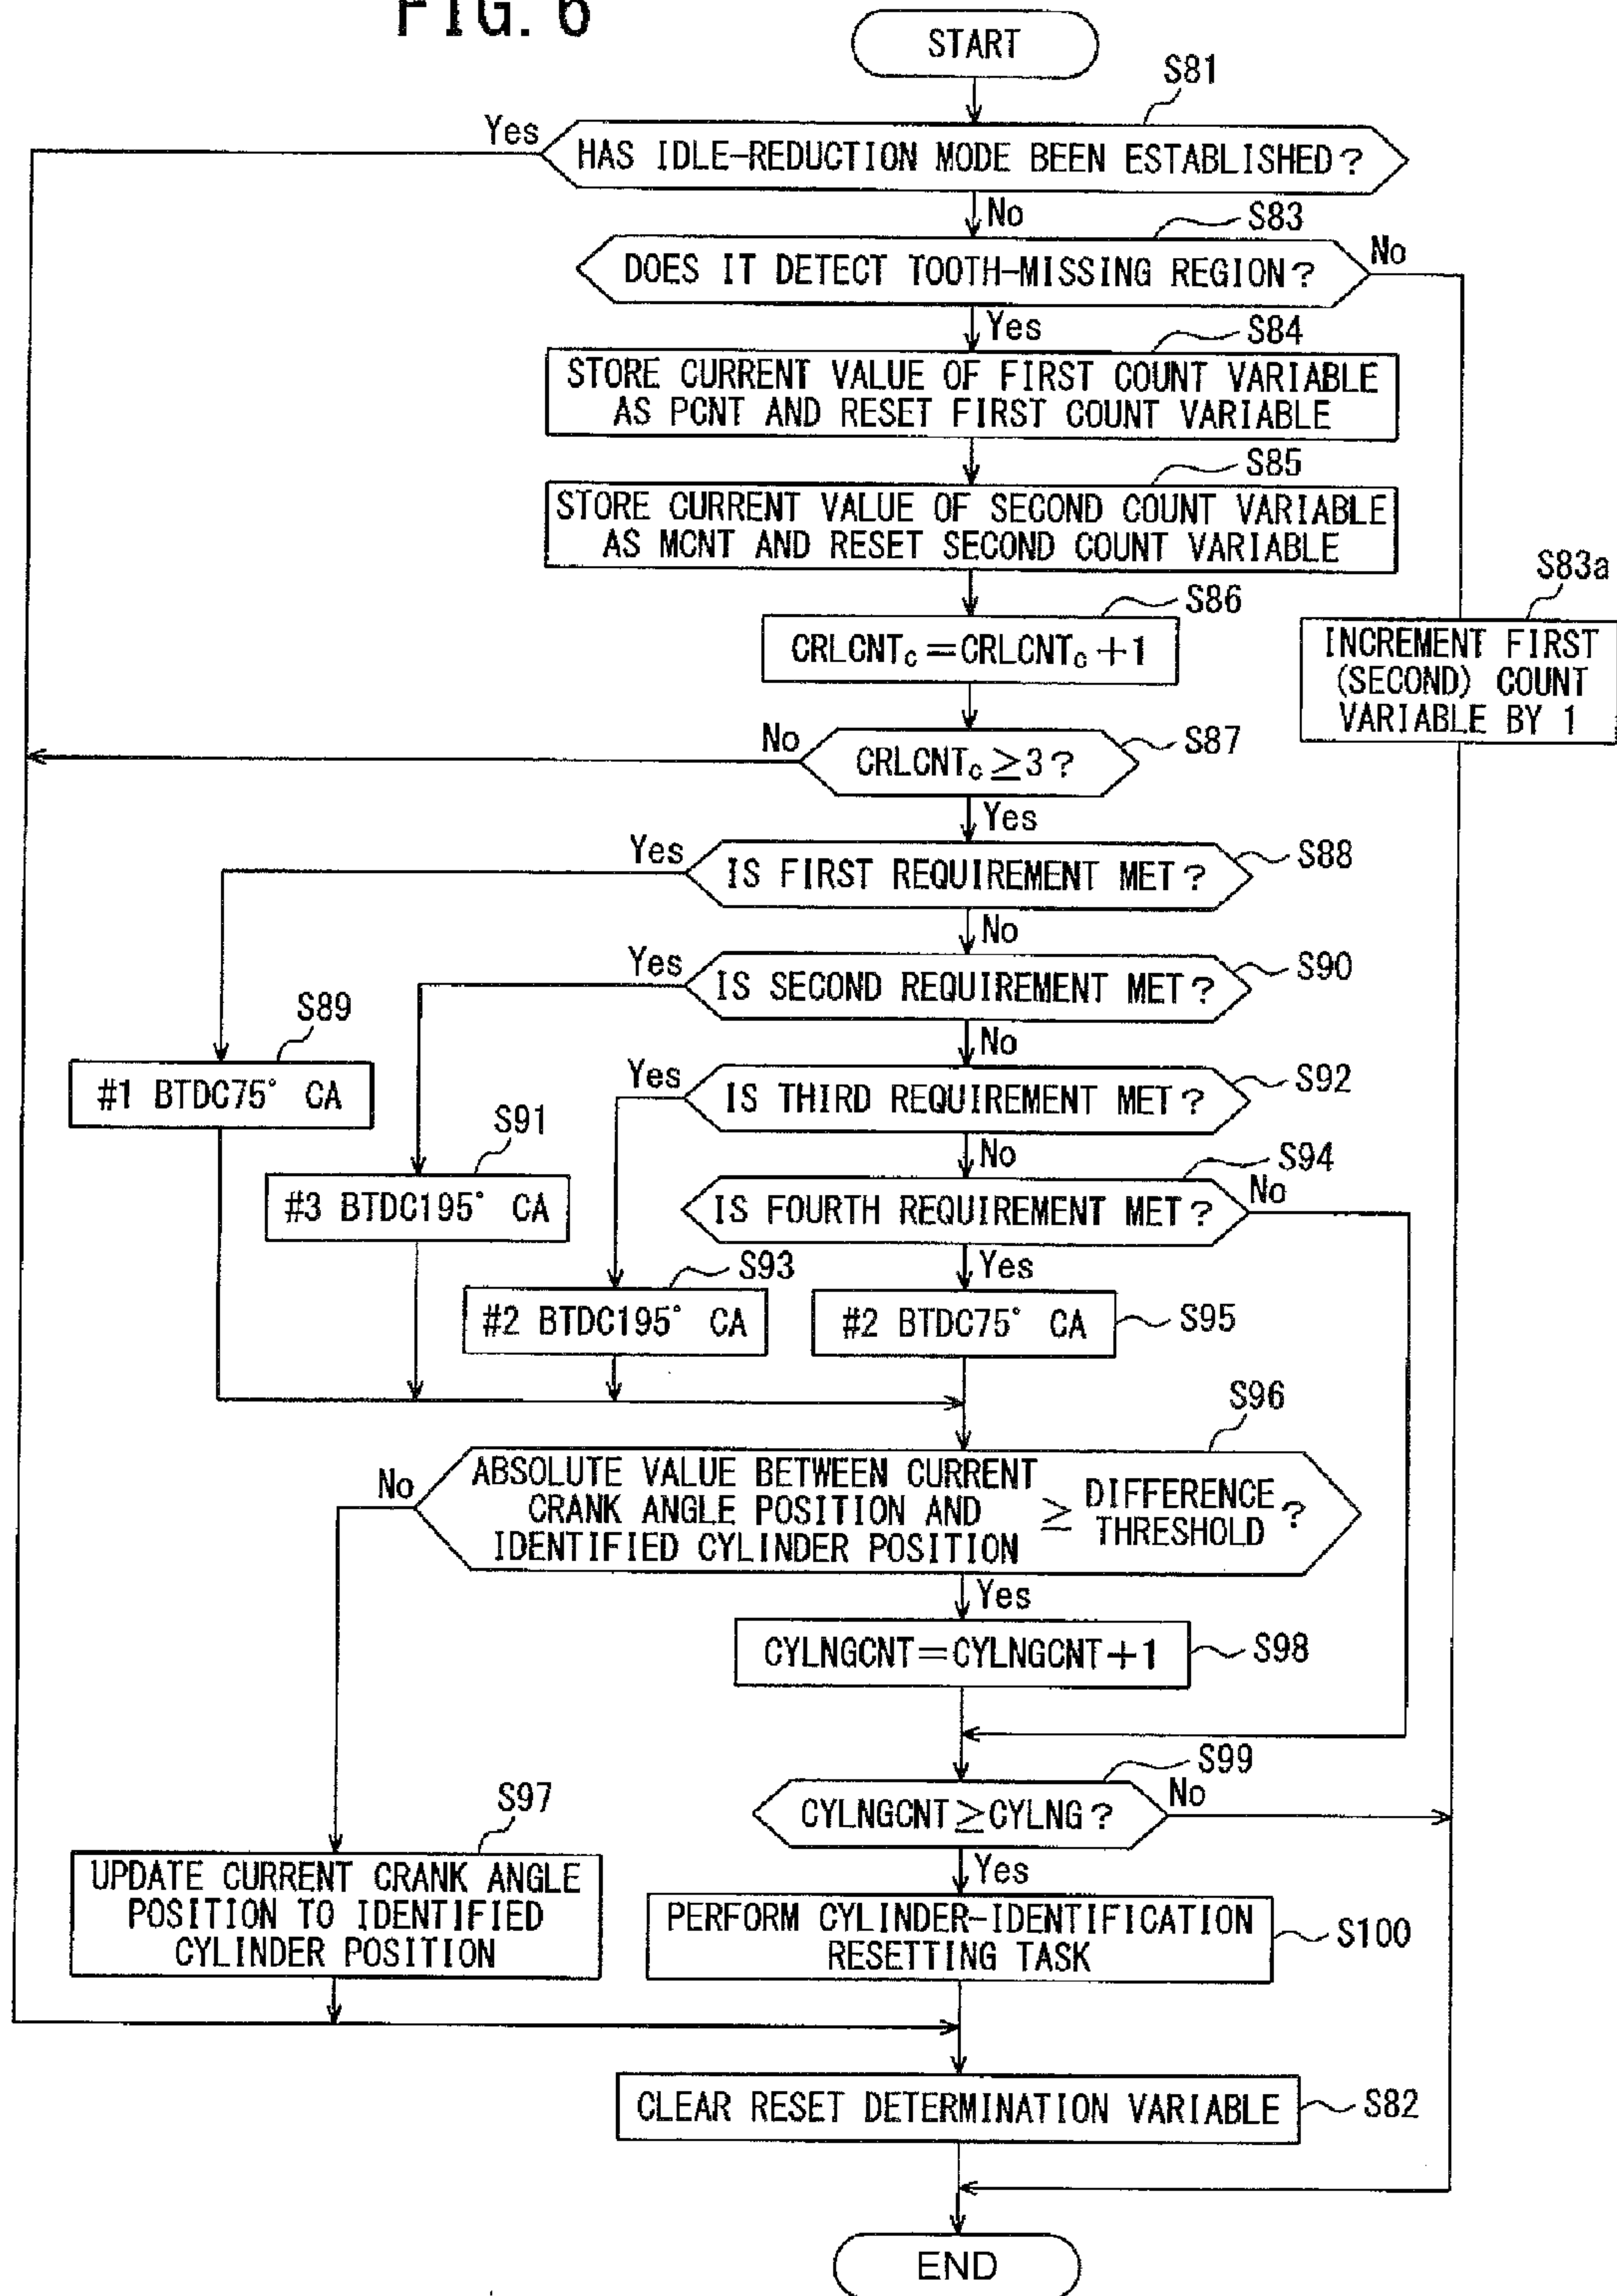 FIG. 6
START
S81
Yes
HAS IDLE-REDUCTION MODE BEEN ESTABLISHED?
No
S83
DOES IT DETECT TOOTH-MISSING REGION?
No
Yes
S84
STORE CURRENT VALUE OF FIRST COUNT VARIABLE
AS PCNT AND RESET FIRST COUNT VARIABLE
S85
STORE CURRENT VALUE OF SECOND COUNT VARIABLE
AS MCNT AND RESET SECOND COUNT VARIABLE
S83a
INCREMENT FIRST
(SECOND) COUNT
VARIABLE BY 1
S86
CRLCNTc=CRLCNTc+1
No
CRLCNTc≥3?
S87
Yes
Yes
IS FIRST REQUIREMENT MET?
S88
No
S89
#1 BTDC75° CA
Yes
IS SECOND REQUIREMENT MET?
S90
No
S91
#3 BTDC195° CA
Yes
IS THIRD REQUIREMENT MET?
S92
No
S94
IS FOURTH REQUIREMENT MET?
No
S93
#2 BTDC195° CA
Yes
#2 BTDC75° CA
S95
S96
No
ABSOLUTE VALUE BETWEEN CURRENT
CRANK ANGLE POSITION AND
IDENTIFIED CYLINDER POSITION
≥
DIFFERENCE
THRESHOLD
?
Yes
CYLNGCNT=CYLNGCNT+1
S98
S99
CYLNGCNT≥CYLNG?
No
Yes
S97
UPDATE CURRENT CRANK ANGLE
POSITION TO IDENTIFIED
CYLINDER POSITION
PERFORM CYLINDER-IDENTIFICATION
RESETTING TASK
S100
CLEAR RESET DETERMINATION VARIABLE
S82
END